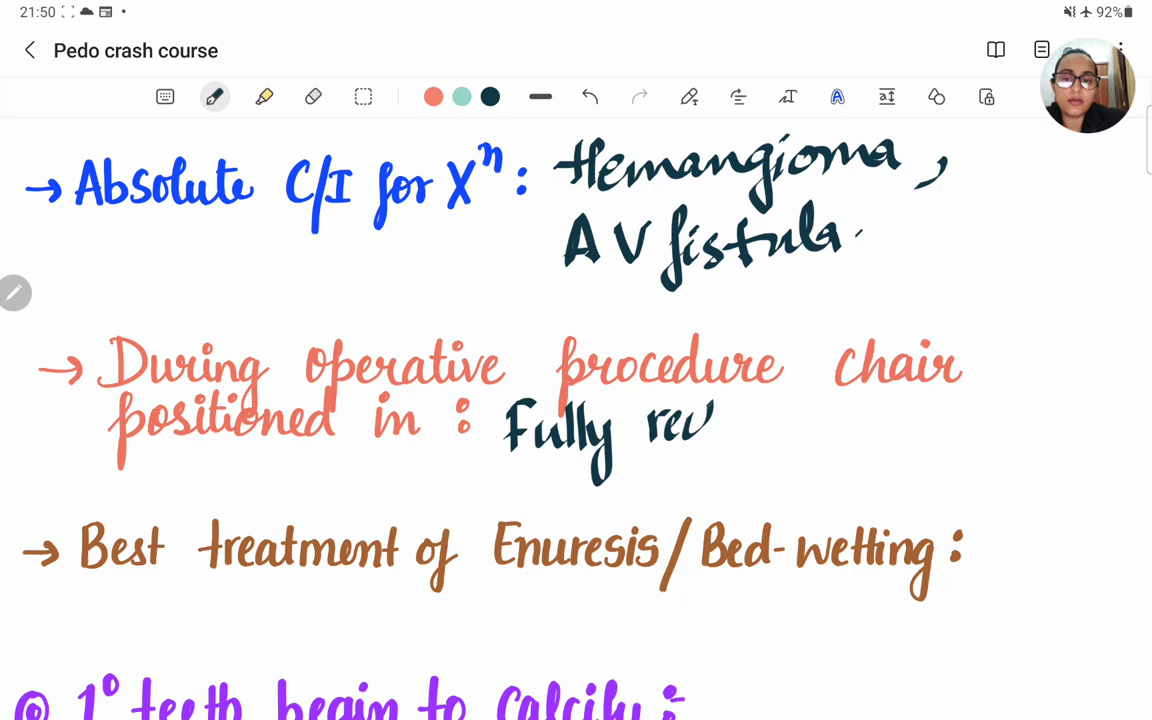 21:50
92%
Pedo crash course
→ Absolute C/I for Xⁿ : Hemangioma ,
A V fistula .
→ During operative procedure chair
positioned in : Fully rev
→ Best treatment of Enuresis/Bed-wetting :
1° teeth begin to calcify :